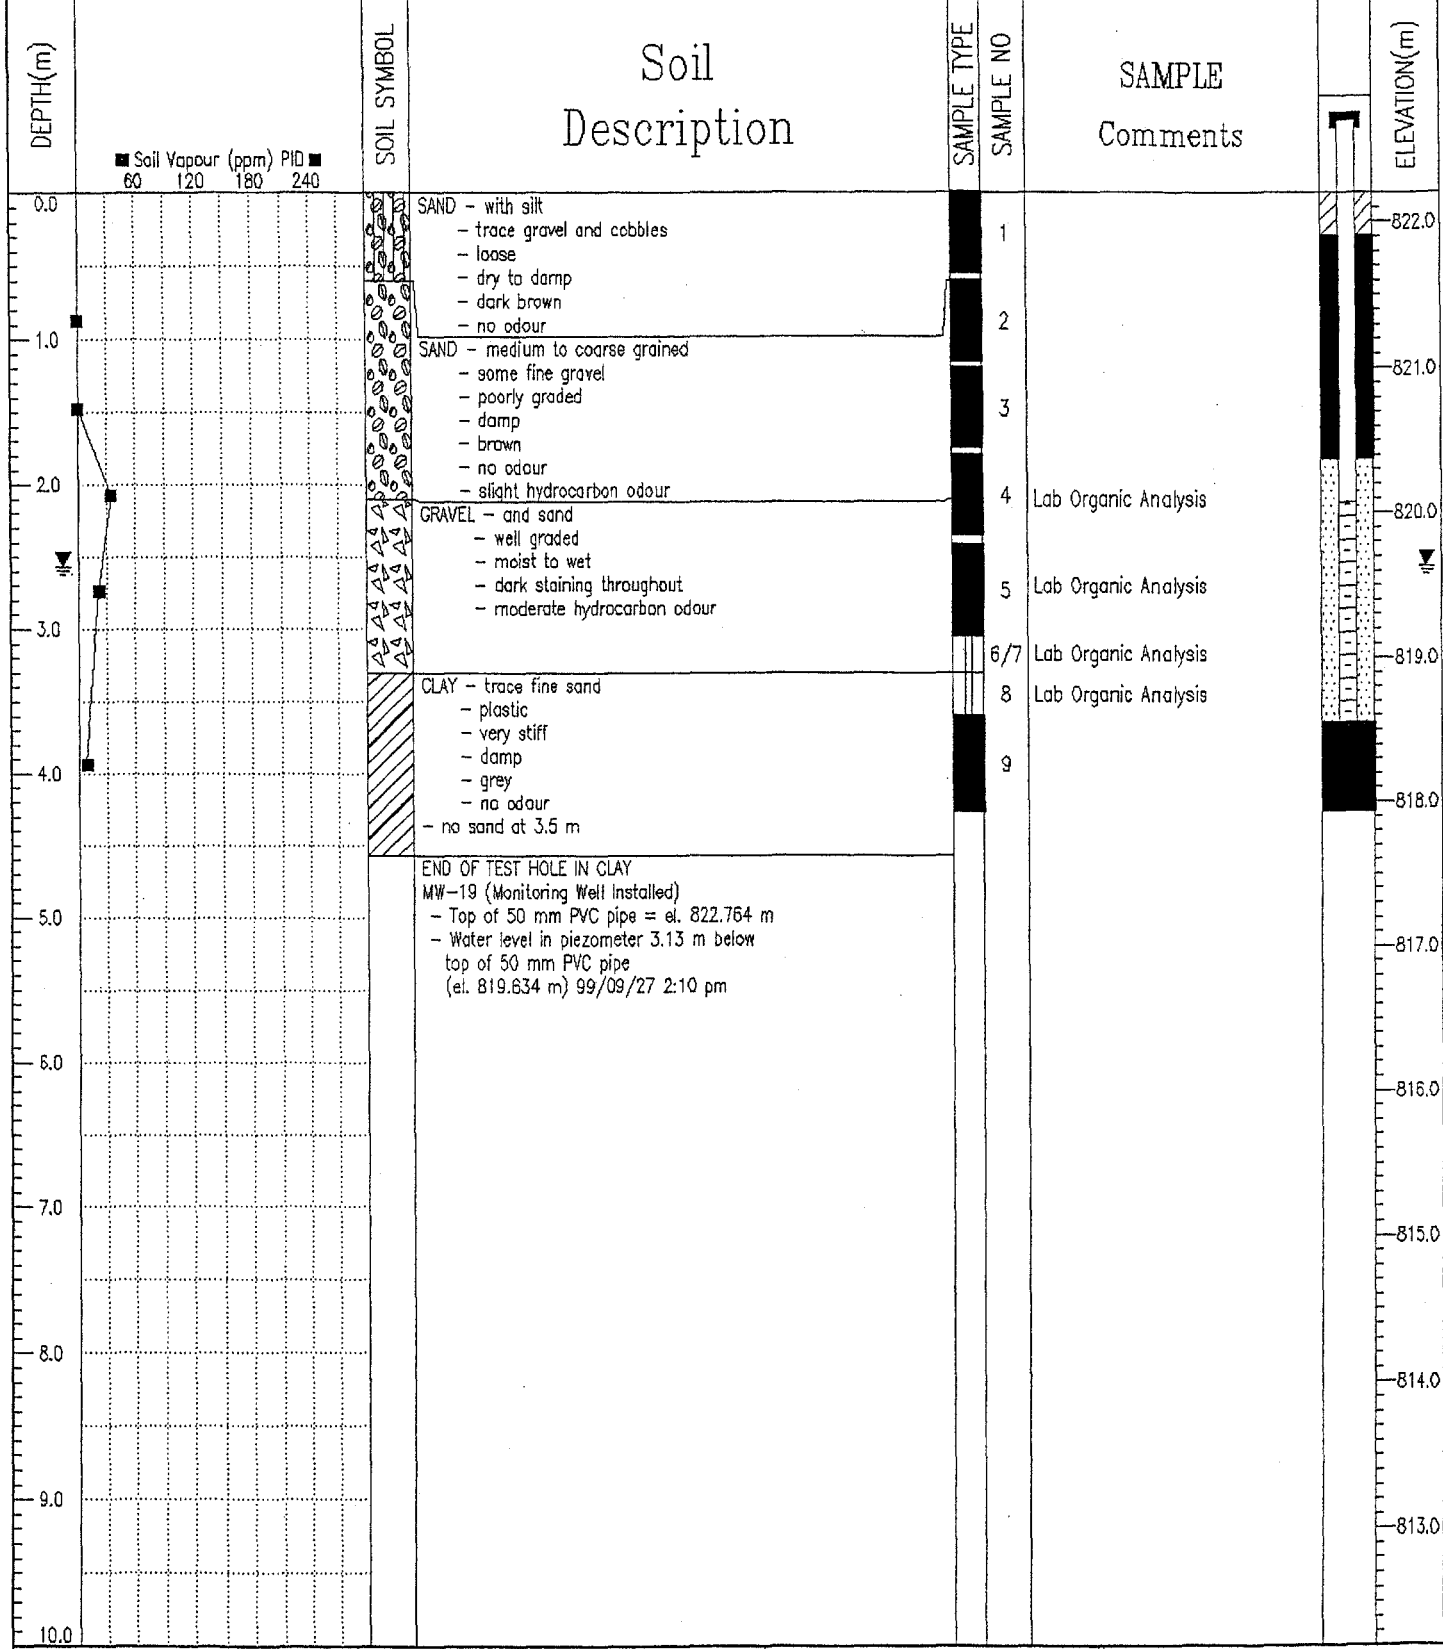 DEPTH(m)
■ Soil Vapour (ppm) PID ■
60 120 180 240
SOIL SYMBOL
Soil
Description
SAMPLE TYPE
SAMPLE NO
SAMPLE
Comments
ELEVATION(m)
0.0
1.0
2.0
3.0
4.0
5.0
6.0
7.0
8.0
9.0
10.0
SAND - with silt
- trace gravel and cobbles
- loose
- dry to damp
- dark brown
- no odour
SAND - medium to coarse grained
- some fine gravel
- poorly graded
- damp
- brown
- no odour
- slight hydrocarbon odour
GRAVEL - and sand
- well graded
- moist to wet
- dark staining throughout
- moderate hydrocarbon odour
CLAY - trace fine sand
- plastic
- very stiff
- damp
- grey
- no odour
- no sand at 3.5 m
END OF TEST HOLE IN CLAY
MW-19 (Monitoring Well Installed)
- Top of 50 mm PVC pipe = el. 822.764 m
- Water level in piezometer 3.13 m below
top of 50 mm PVC pipe
(el. 819.634 m) 99/09/27 2:10 pm
1
2
3
4 Lab Organic Analysis
5 Lab Organic Analysis
6/7 Lab Organic Analysis
8 Lab Organic Analysis
9
822.0
821.0
820.0
819.0
818.0
817.0
816.0
815.0
814.0
813.0